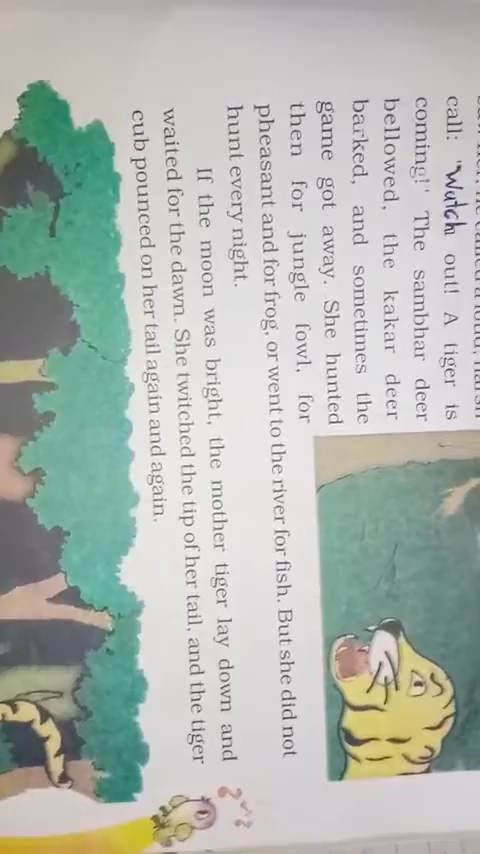 call: 'Watch out! A tiger is
coming!' The sambhar deer
bellowed, the kakar deer
barked, and sometimes the
game got away. She hunted
then for jungle fowl, for
pheasant and for frog, or went to the river for fish. But she did not
hunt every night.
If the moon was bright, the mother tiger lay down and
waited for the dawn. She twitched the tip of her tail, and the tiger
cub pounced on her tail again and again.